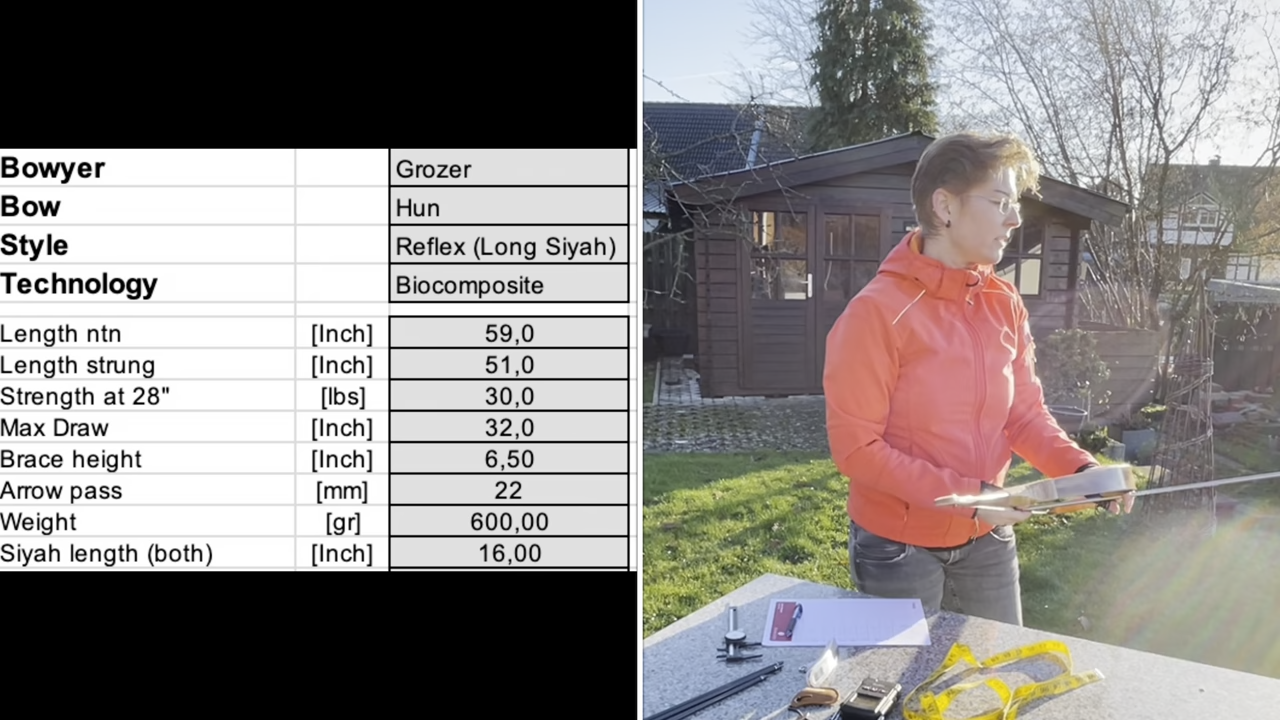 Bowyer Grozer
Bow Hun
Style Reflex (Long Siyah)
Technology Biocomposite
Length ntn [Inch] 59,0
Length strung [Inch] 51,0
Strength at 28" [lbs] 30,0
Max Draw [Inch] 32,0
Brace height [Inch] 6,50
Arrow pass [mm] 22
Weight [gr] 600,00
Siyah length (both) [Inch] 16,00